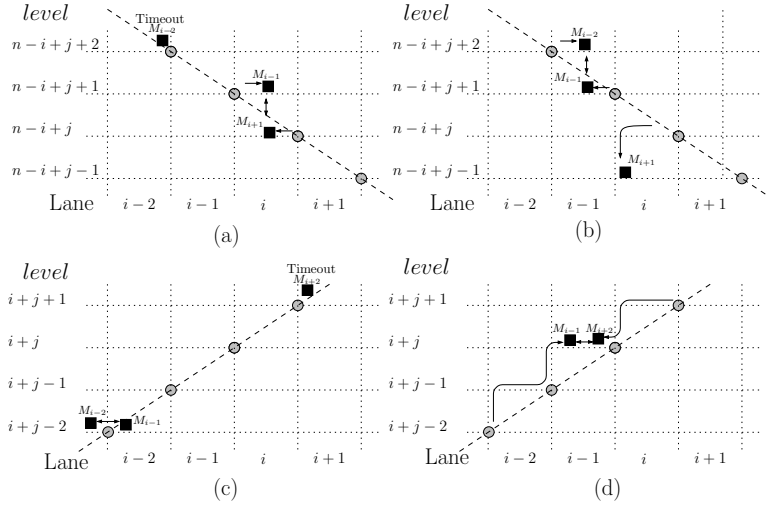 level
Timeout
M_{i-2}
n − i + j + 2
M_{i-1}
n − i + j + 1
M_{i+1}
n − i + j
n − i + j − 1
Lane i − 2 i − 1 i i + 1
(a)
level
M_{i-2}
n − i + j + 2
M_{i-1}
n − i + j + 1
n − i + j
M_{i+1}
n − i + j − 1
Lane i − 2 i − 1 i i + 1
(b)
level
Timeout
M_{i+2}
i + j + 1
i + j
i + j − 1
M_{i-2}
M_{i-1}
i + j − 2
Lane i − 2 i − 1 i i + 1
(c)
level
i + j + 1
M_{i-1} M_{i+2}
i + j
i + j − 1
i + j − 2
Lane i − 2 i − 1 i i + 1
(d)